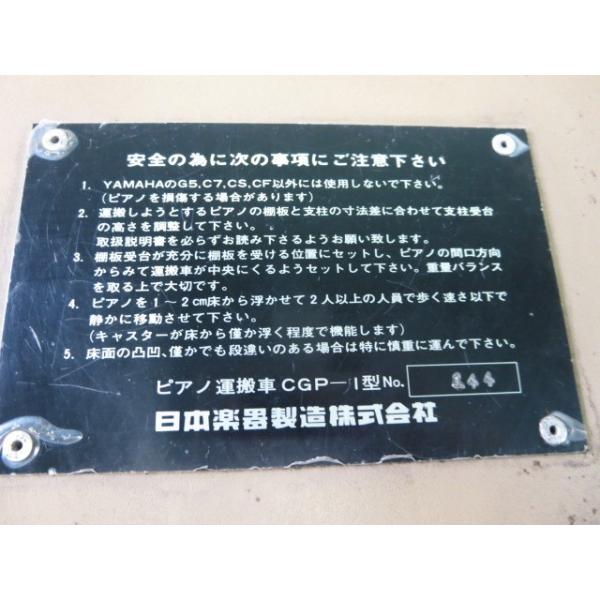 安全の為に次の事項にご注意下さい
1. YAMAHAのG5,C7,CS,CF以外には使用しないで下さい。
(ピアノを損傷する場合があります)
2. 運搬しようとするピアノの棚板と支柱の寸法差に合わせて支柱受台
の高さを調整して下さい。
取扱説明書を必らずお読み下さるようお願い致します。
3. 棚板受台が充分に棚板を受ける位置にセットし、ピアノの間口方向
からみて運搬車が中央にくるようセットして下さい。重量バランス
を取る上で大切です。
4. ピアノを1～2cm床から浮かせて2人以上の人員で歩く速さ以下で
静かに移動させて下さい。
(キャスターが床から僅か浮く程度で機能します)
5. 床面の凸凹、僅かでも段違いのある場合は特に慎重に運んで下さい。
ピアノ運搬車CGP-1型No. 144
日本楽器製造株式会社